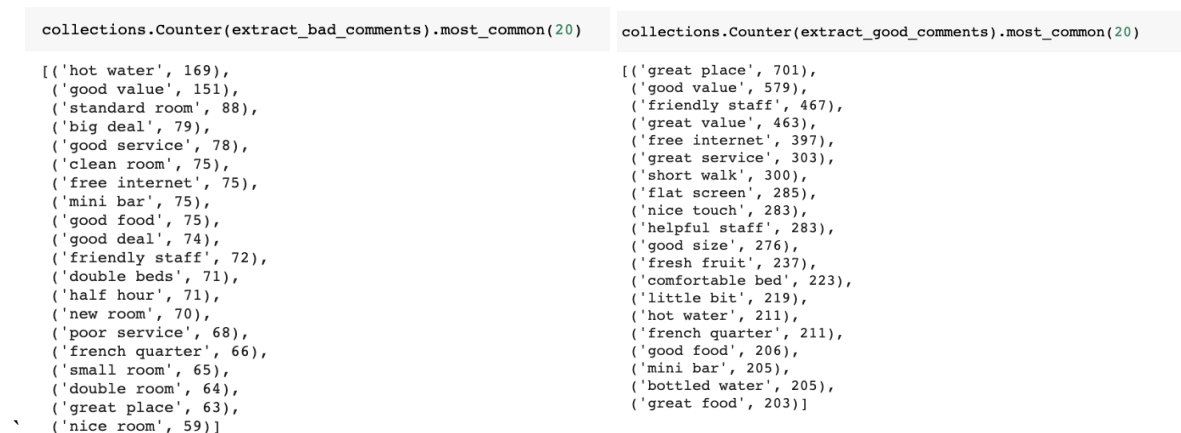 collections.Counter(extract_bad_comments).most_common(20)
[('hot water', 169),
('good value', 151),
('standard room', 88),
('big deal', 79),
('good service', 78),
('clean room', 75),
('free internet', 75),
('mini bar', 75),
('good food', 75),
('good deal', 74),
('friendly staff', 72),
('double beds', 71),
('half hour', 71),
('new room', 70),
('poor service', 68),
('french quarter', 66),
('small room', 65),
('double room', 64),
('great place', 63),
` ('nice room', 59)]
collections.Counter(extract_good_comments).most_common(20)
[('great place', 701),
('good value', 579),
('friendly staff', 467),
('great value', 463),
('free internet', 397),
('great service', 303),
('short walk', 300),
('flat screen', 285),
('nice touch', 283),
('helpful staff', 283),
('good size', 276),
('fresh fruit', 237),
('comfortable bed', 223),
('little bit', 219),
('hot water', 211),
('french quarter', 211),
('good food', 206),
('mini bar', 205),
('bottled water', 205),
('great food', 203)]